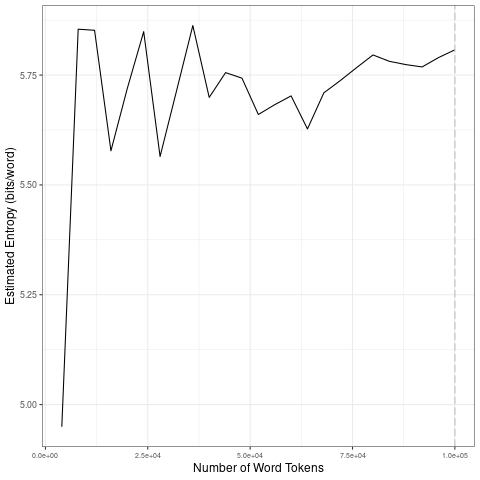 Estimated Entropy (bits/word)
5.75
5.50
5.25
5.00
0.0e+00 2.5e+04 5.0e+04 7.5e+04 1.0e+05
Number of Word Tokens